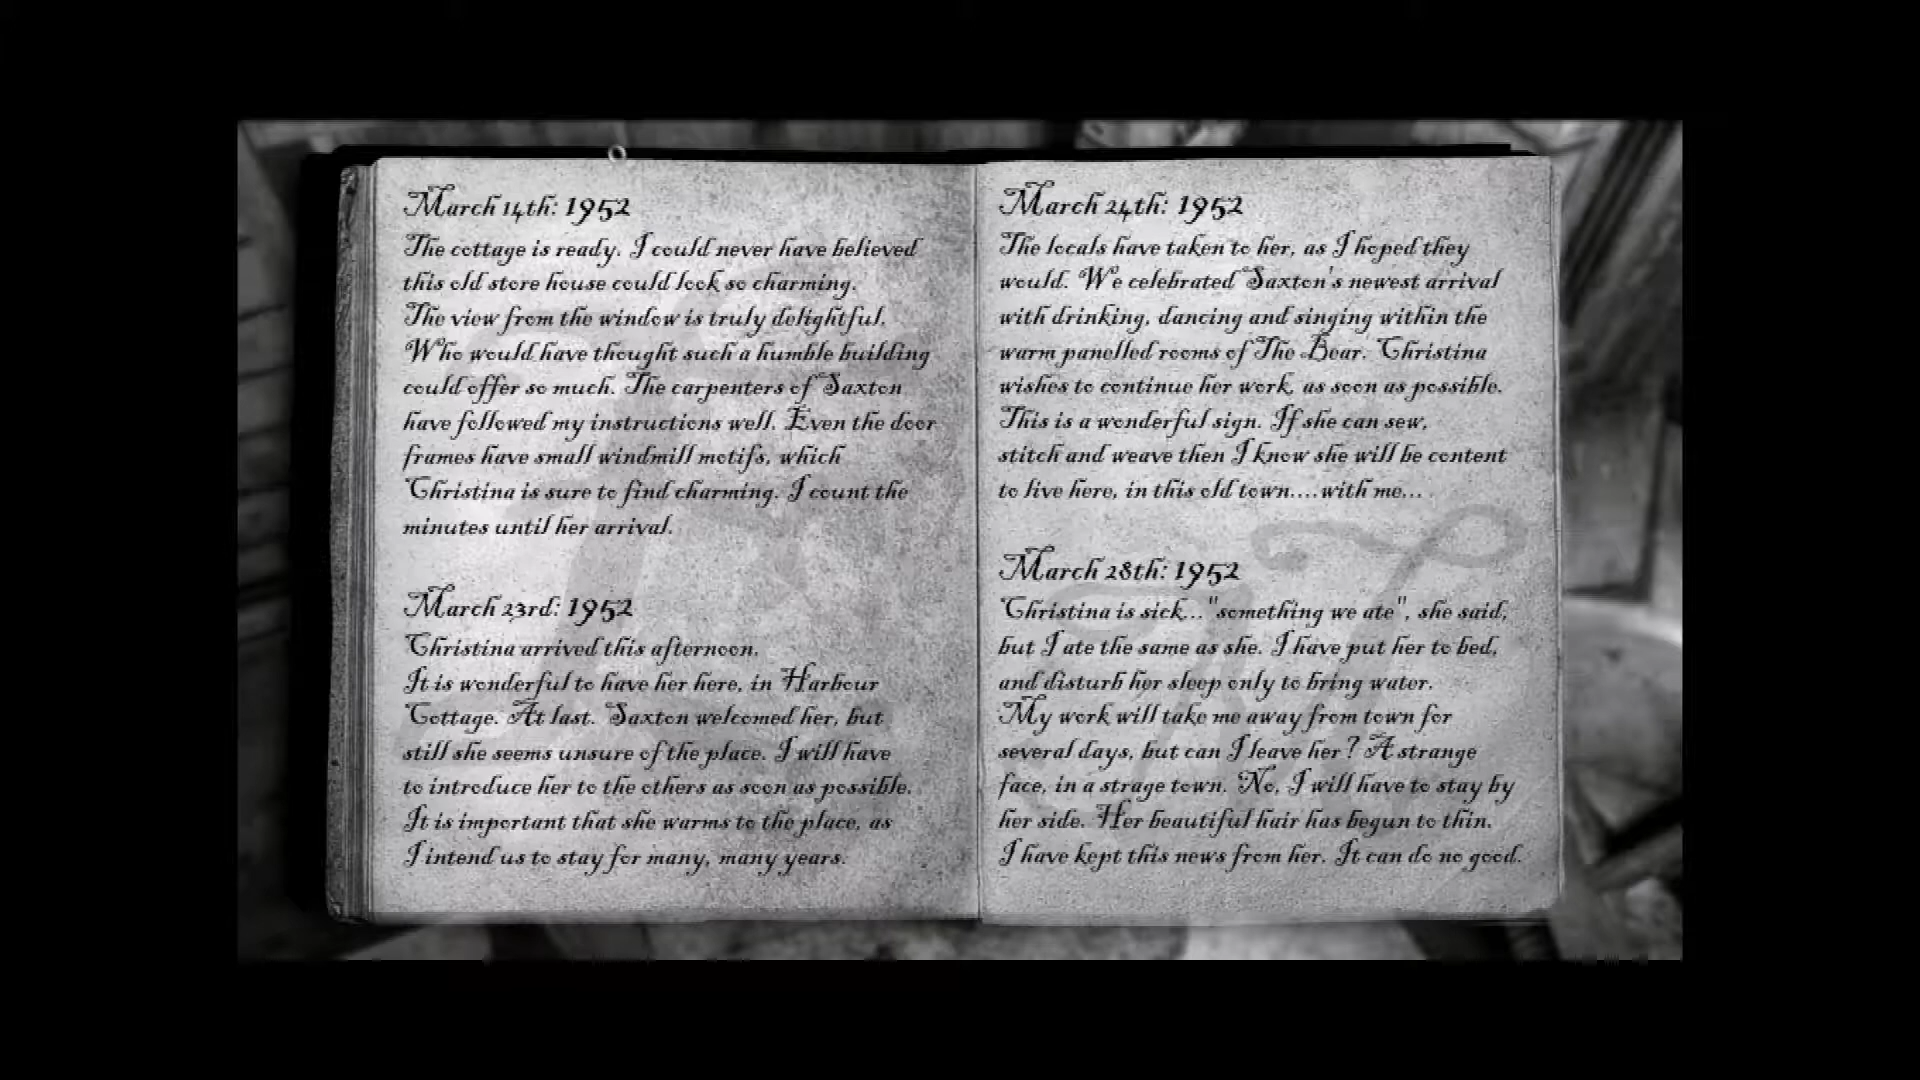 March 14th: 1952
The cottage is ready. I could never have believed
this old store house could look so charming.
The view from the window is truly delightful.
Who would have thought such a humble building
could offer so much. The carpenters of Saxton
have followed my instructions well. Even the door
frames have small windmill motifs, which
Christina is sure to find charming. I count the
minutes until her arrival.
March 23rd: 1952
Christina arrived this afternoon.
It is wonderful to have her here, in Harbour
Cottage. At last. Saxton welcomed her, but
still she seems unsure of the place. I will have
to introduce her to the others as soon as possible.
It is important that she warms to the place, as
I intend us to stay for many, many years.
March 24th: 1952
The locals have taken to her, as I hoped they
would. We celebrated Saxton's newest arrival
with drinking, dancing and singing within the
warm panelled rooms of The Bear. Christina
wishes to continue her work, as soon as possible.
This is a wonderful sign. If she can sew,
stitch and weave then I know she will be content
to live here, in this old town....with me...
March 28th: 1952
Christina is sick... "something we ate", she said,
but I ate the same as she. I have put her to bed,
and disturb her sleep only to bring water.
My work will take me away from town for
several days, but can I leave her? A strange
face, in a strage town. No, I will have to stay by
her side. Her beautiful hair has begun to thin.
I have kept this news from her. It can do no good.